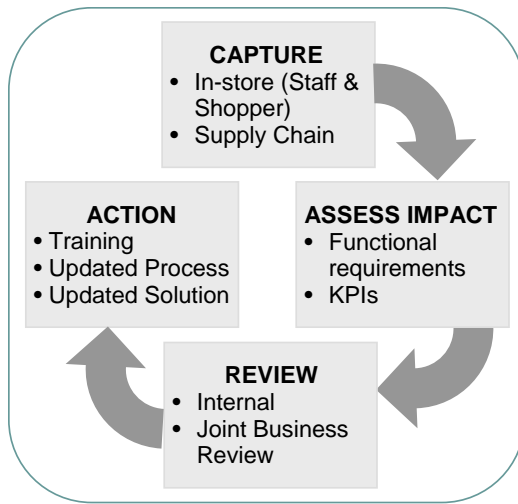 CAPTURE
• In-store (Staff &
Shopper)
• Supply Chain
ACTION
• Training
• Updated Process
• Updated Solution
ASSESS IMPACT
• Functional
requirements
• KPIs
REVIEW
• Internal
• Joint Business
Review